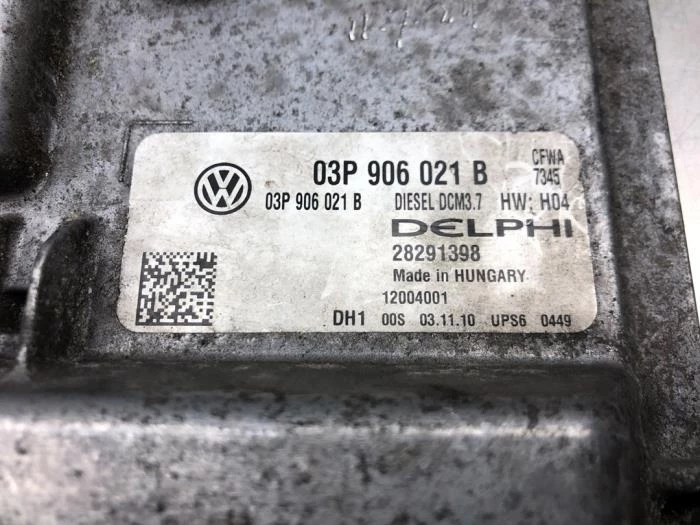 03P 906 021 B CFWA
7345
03P 906 021 B DIESEL DCM3.7 HW: H04
DELPHI
28291398
Made in HUNGARY
12004001
DH1 00S 03.11.10 UPS6 0449